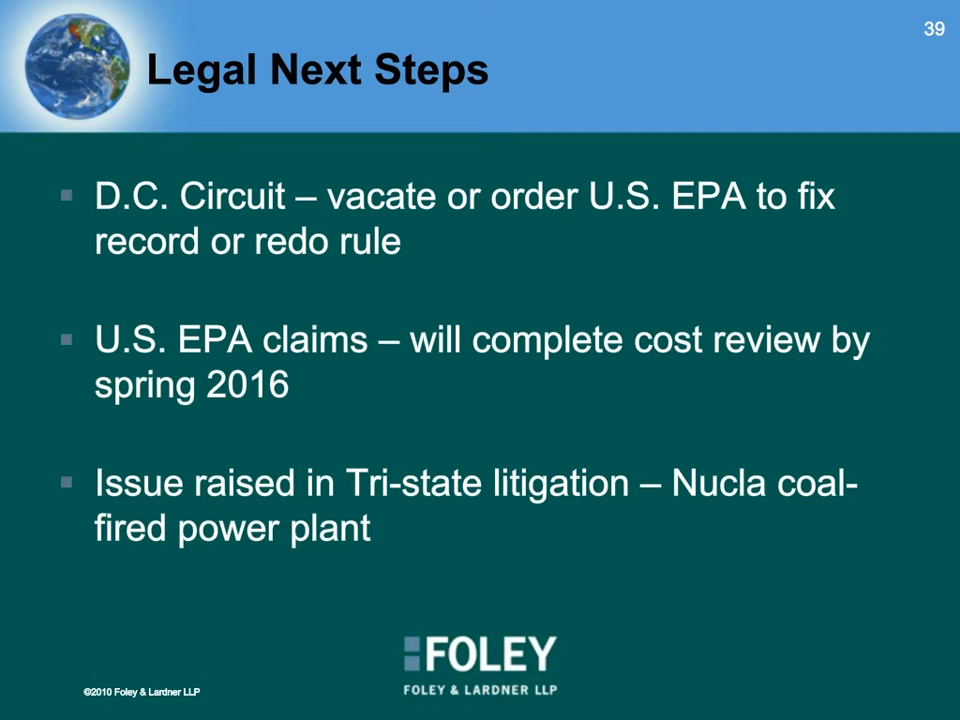 39
Legal Next Steps
▪ D.C. Circuit – vacate or order U.S. EPA to fix
record or redo rule
▪ U.S. EPA claims – will complete cost review by
spring 2016
▪ Issue raised in Tri-state litigation – Nucla coal-
fired power plant
FOLEY
FOLEY & LARDNER LLP
©2010 Foley & Lardner LLP